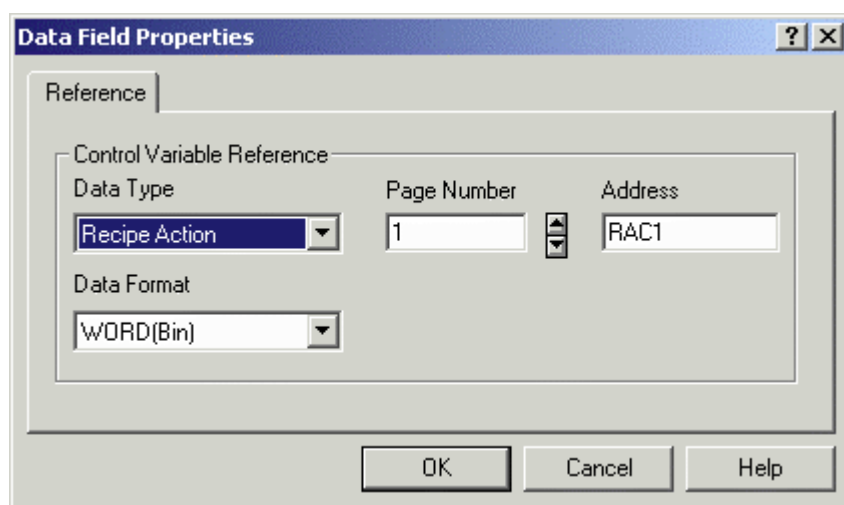 Data Field Properties
Reference
Control Variable Reference
Data Type Page Number Address
Recipe Action 1 RAC1
Data Format
WORD(Bin)
OK Cancel Help